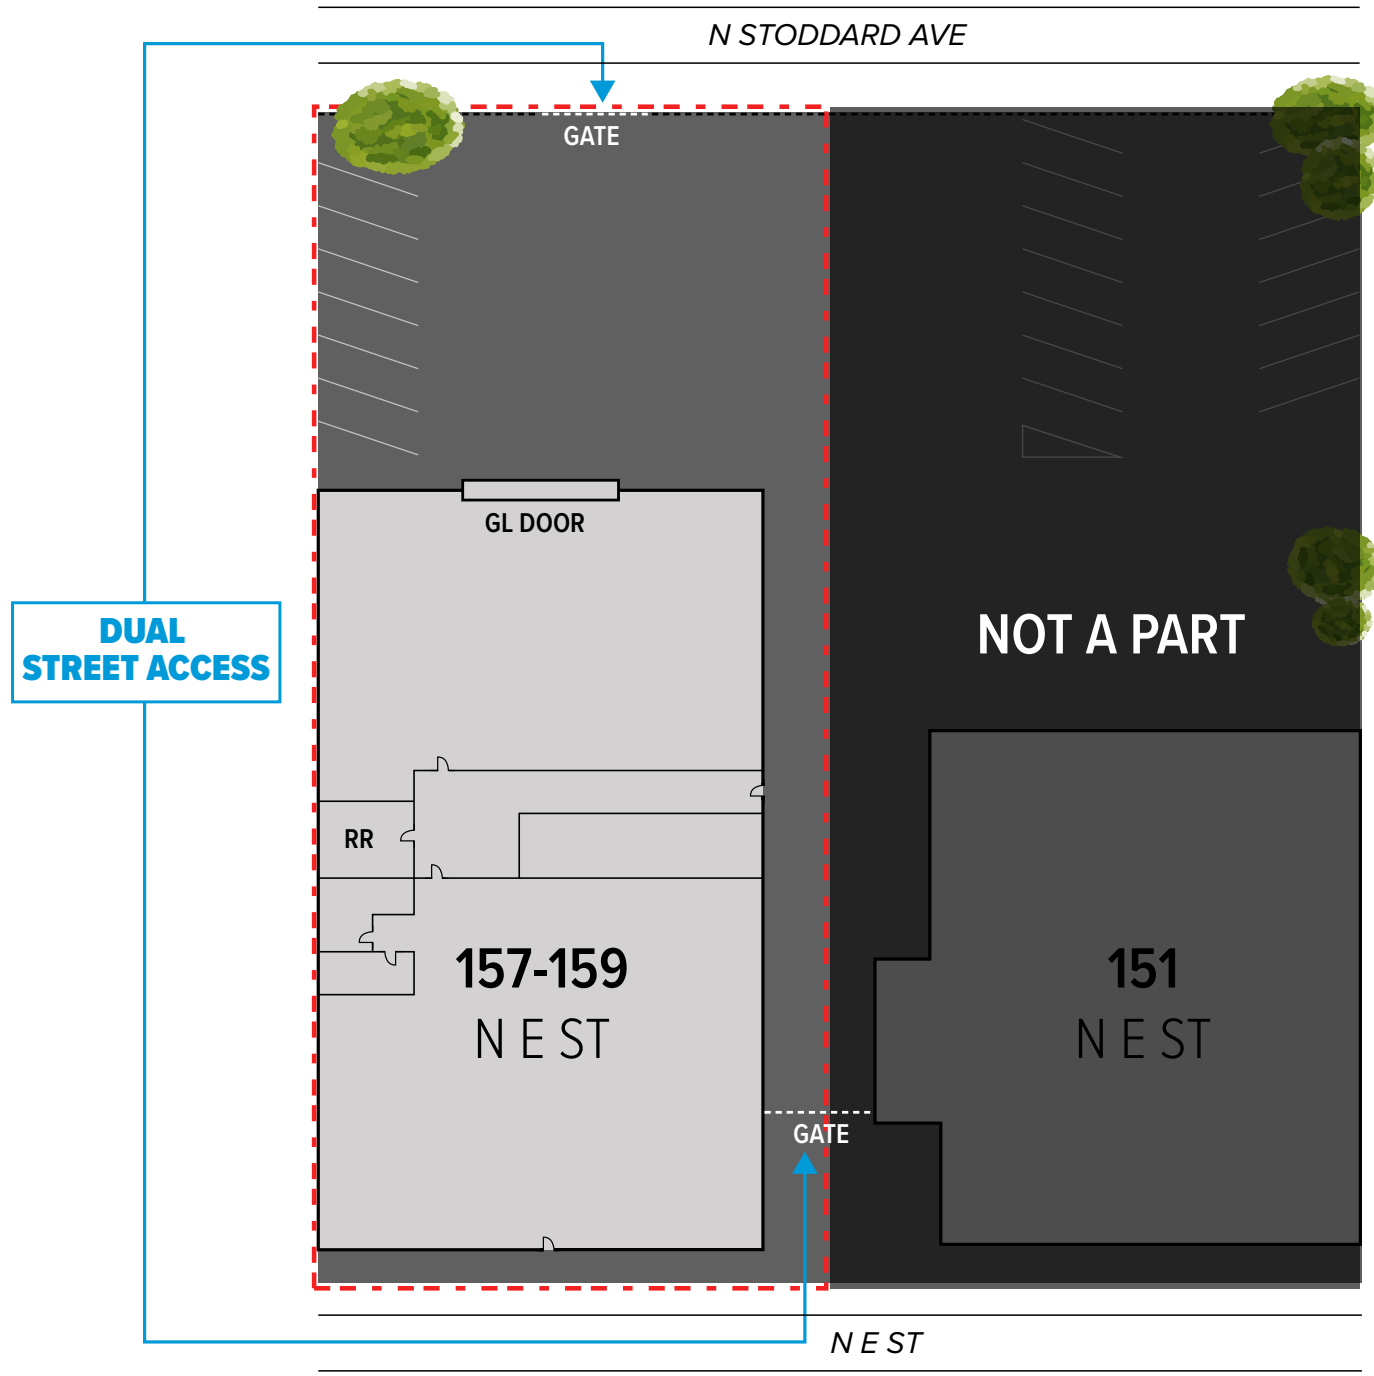 N STODDARD AVE
GATE
GL DOOR
DUAL
STREET ACCESS
NOT A PART
RR
157-159
N E ST
151
N E ST
GATE
N E ST